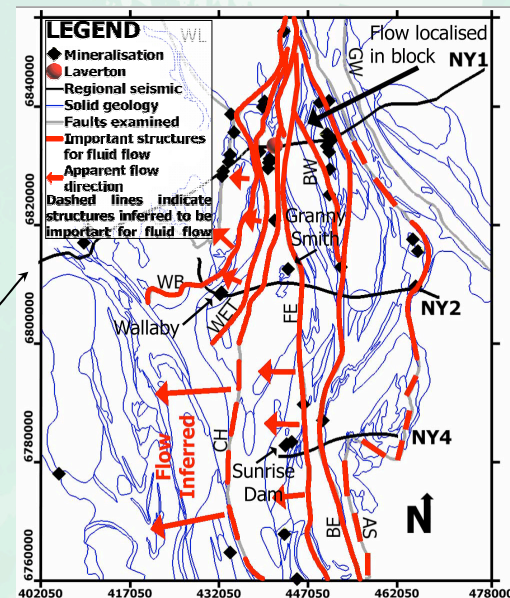 LEGEND
Mineralisation
Laverton
Regional seismic
Solid geology
Faults examined
Important structures
for fluid flow
Apparent flow
direction
Dashed lines indicate
structures inferred to be
important for fluid flow
WL
Flow localised
in block
GW
NY1
BW
Granny
Smith
WB
Wallaby
WFT
FE
NY2
CH
Flow
Inferred
Sunrise
Dam
NY4
BE
AS
N
6840000
6820000
6800000
6780000
6760000
402050 417050 432050 447050 462050 478000